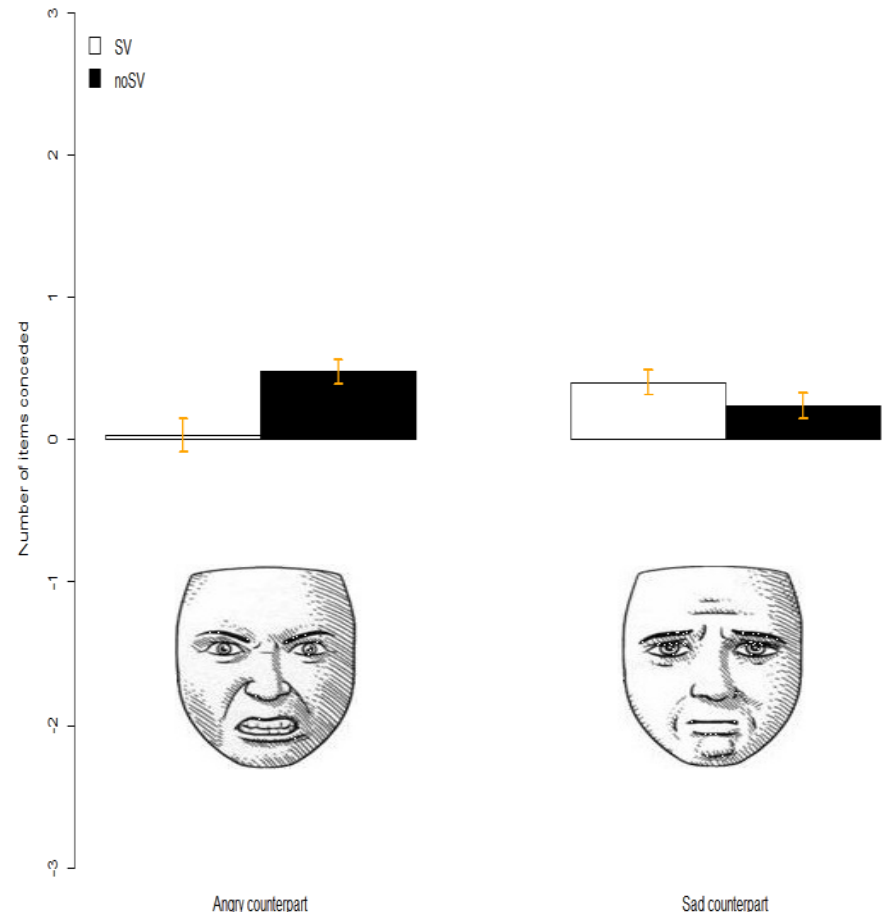 3
SV
noSV
2
1
0
-1
-2
-3
Number of items conceded
Angry counterpart
Sad counterpart